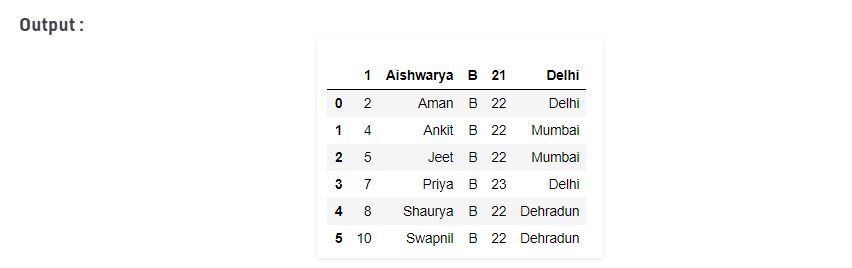 Output :
1 Aishwarya B 21 Delhi
0 2 Aman B 22 Delhi
1 4 Ankit B 22 Mumbai
2 5 Jeet B 22 Mumbai
3 7 Priya B 23 Delhi
4 8 Shaurya B 22 Dehradun
5 10 Swapnil B 22 Dehradun